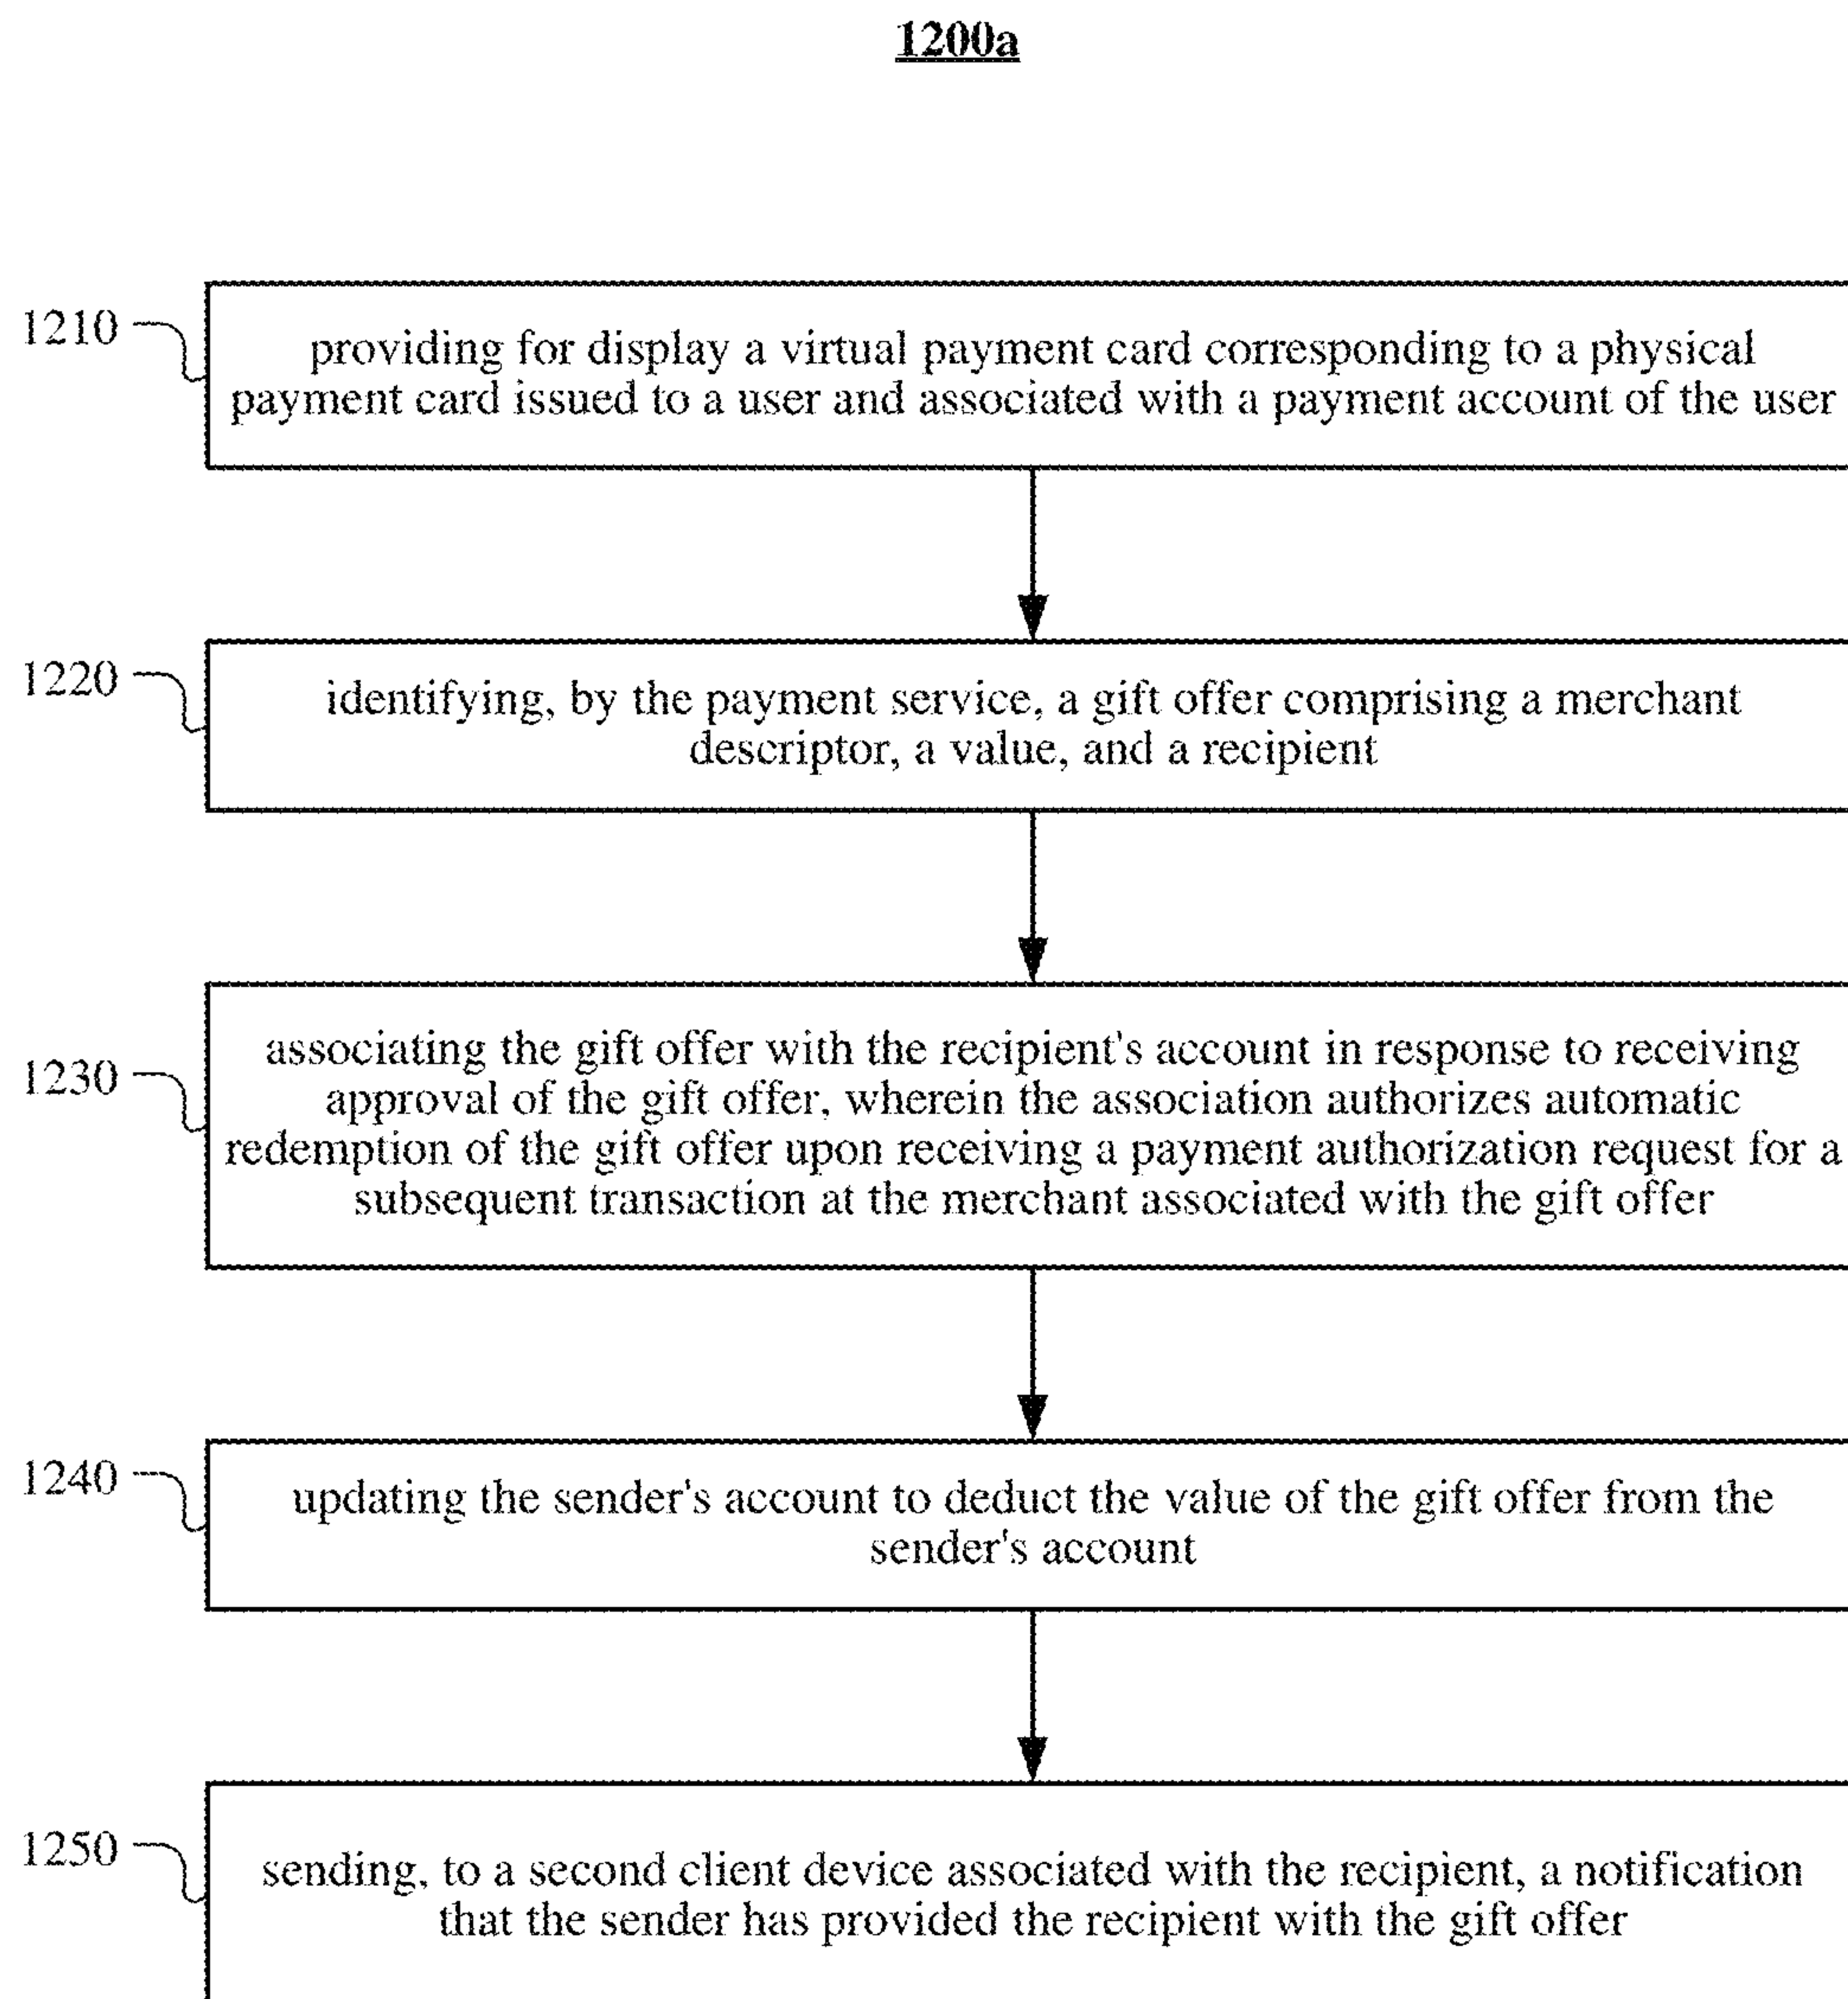 1200a
1210
providing for display a virtual payment card corresponding to a physical
payment card issued to a user and associated with a payment account of the user
1220
identifying, by the payment service, a gift offer comprising a merchant
descriptor, a value, and a recipient
1230
associating the gift offer with the recipient's account in response to receiving
approval of the gift offer, wherein the association authorizes automatic
redemption of the gift offer upon receiving a payment authorization request for a
subsequent transaction at the merchant associated with the gift offer
1240
updating the sender's account to deduct the value of the gift offer from the
sender's account
1250
sending, to a second client device associated with the recipient, a notification
that the sender has provided the recipient with the gift offer